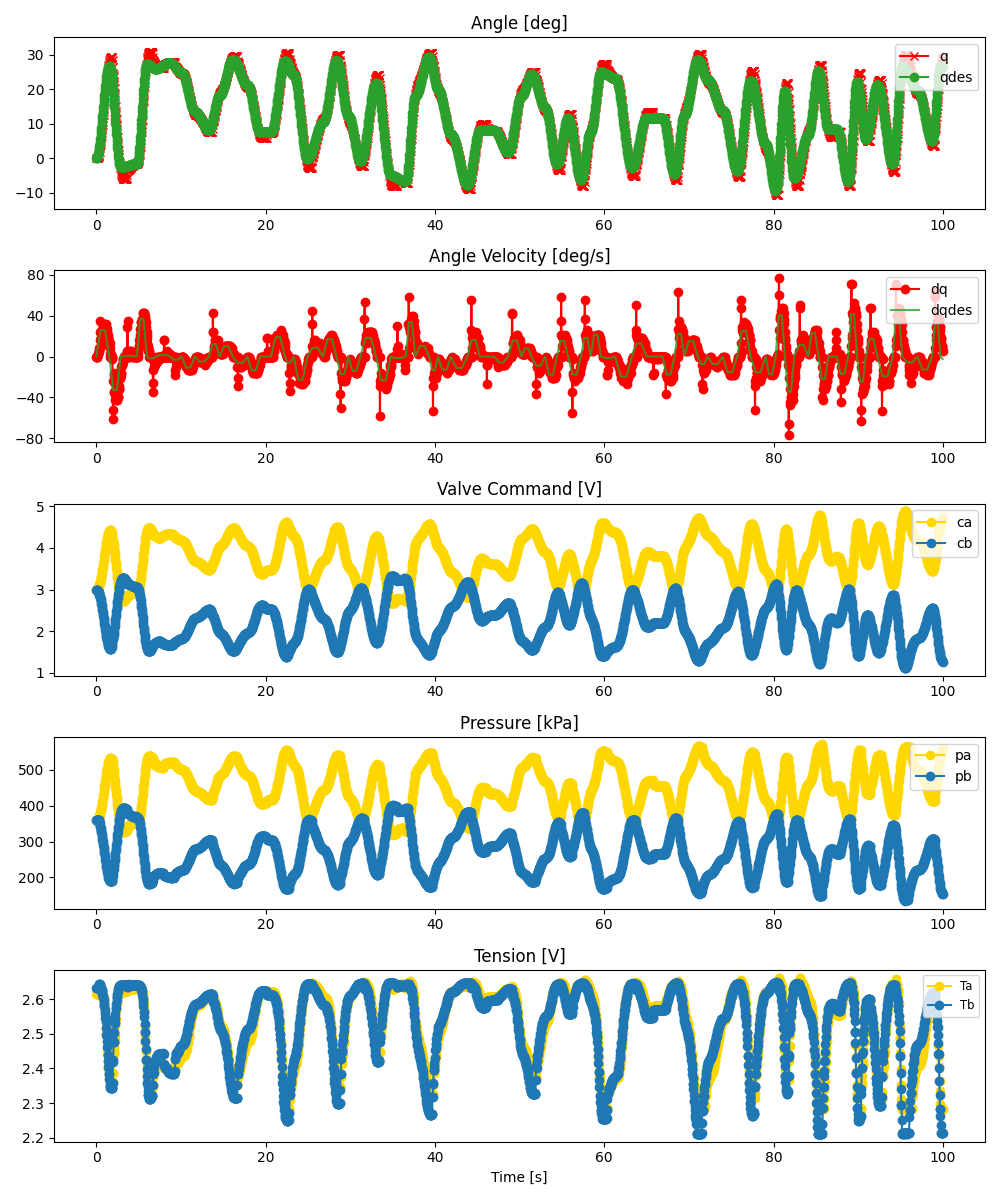 Angle [deg]
30
20
10
0
−10
q
qdes
0 20 40 60 80 100
Angle Velocity [deg/s]
80
40
0
−40
−80
dq
dqdes
0 20 40 60 80 100
Valve Command [V]
5
4
3
2
1
ca
cb
0 20 40 60 80 100
Pressure [kPa]
500
400
300
200
pa
pb
0 20 40 60 80 100
Tension [V]
2.6
2.5
2.4
2.3
2.2
Ta
Tb
0 20 40 60 80 100
Time [s]